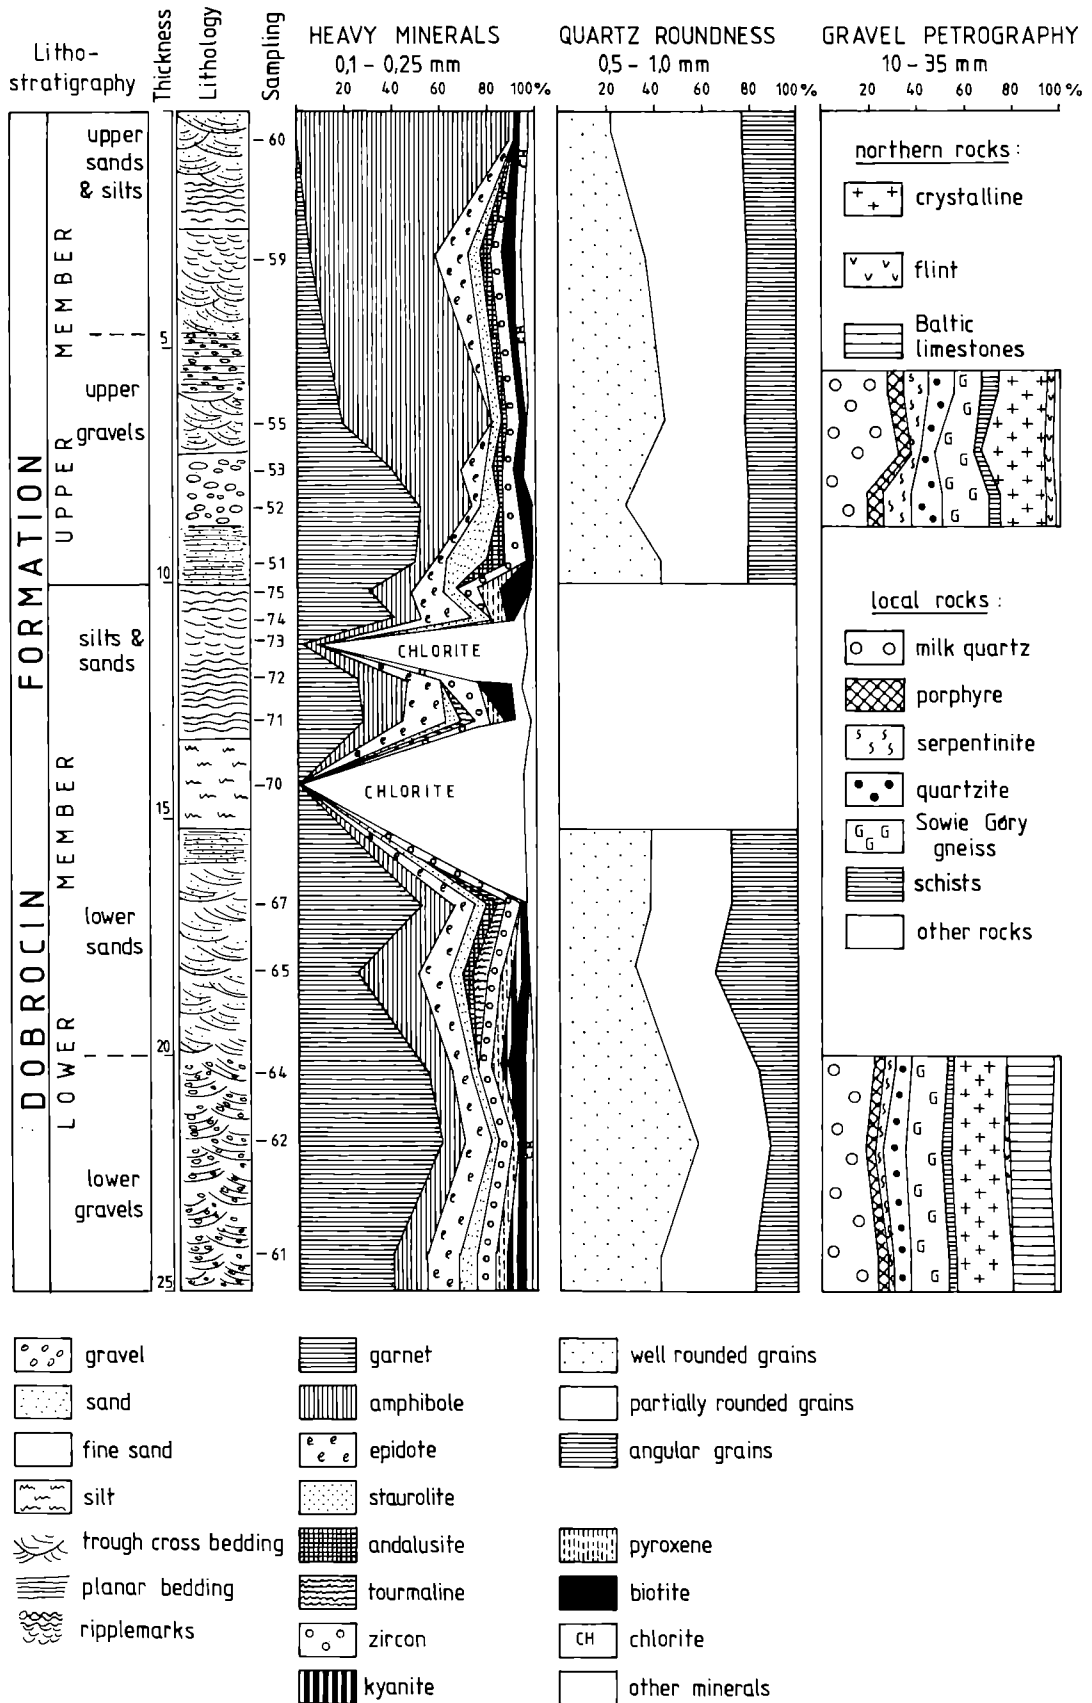 Litho-
stratigraphy
Thickness
Lithology
Sampling
HEAVY MINERALS
0,1 – 0,25 mm
20 40 60 80 100%
QUARTZ ROUNDNESS
0,5 – 1,0 mm
20 40 60 80 100%
GRAVEL PETROGRAPHY
10 – 35 mm
20 40 60 80 100%
DOBROCIN FORMATION
UPPER MEMBER
LOWER MEMBER
upper
sands
& silts
upper
gravels
silts &
sands
lower
sands
lower
gravels
5
10
15
20
25
60
59
55
53
52
51
75
74
73
72
71
70
67
65
64
62
61
CH
CH
CHLORITE
CHLORITE
CH
northern rocks :
crystalline
flint
Baltic
limestones
local rocks :
milk quartz
porphyre
serpentinite
quartzite
Sowie Góry
gneiss
schists
other rocks
gravel
sand
fine sand
silt
trough cross bedding
planar bedding
ripplemarks
garnet
amphibole
epidote
staurolite
andalusite
tourmaline
zircon
kyanite
well rounded grains
partially rounded grains
angular grains
pyroxene
biotite
CH chlorite
other minerals